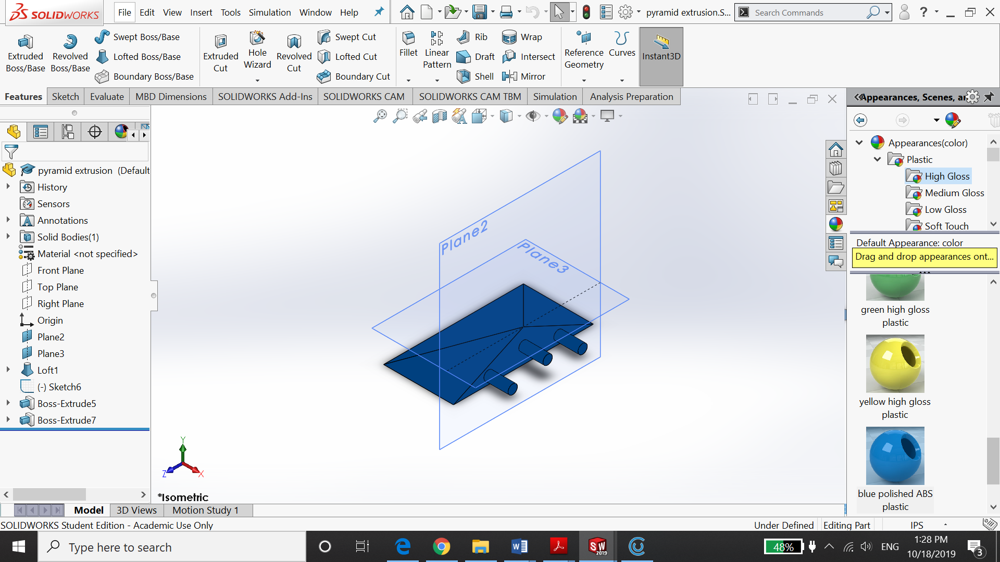 SOLIDWORKS
File Edit View Insert Tools Simulation Window Help
pyramid extrusion.S...
Search Commands
?
Extruded Boss/Base
Revolved Boss/Base
Swept Boss/Base
Lofted Boss/Base
Boundary Boss/Base
Extruded Cut
Hole Wizard
Revolved Cut
Swept Cut
Lofted Cut
Boundary Cut
Fillet
Linear Pattern
Rib
Draft
Shell
Wrap
Intersect
Mirror
Reference Geometry
Curves
Instant3D
Features Sketch Evaluate MBD Dimensions SOLIDWORKS Add-Ins SOLIDWORKS CAM SOLIDWORKS CAM TBM Simulation Analysis Preparation
pyramid extrusion (Default
History
Sensors
Annotations
Solid Bodies(1)
Material <not specified>
Front Plane
Top Plane
Right Plane
Origin
Plane2
Plane3
Loft1
(-) Sketch6
Boss-Extrude5
Boss-Extrude7
Plane2
Plane3
Y
Z
X
*Isometric
Appearances, Scenes, an
Appearances(color)
Plastic
High Gloss
Medium Gloss
Low Gloss
Soft Touch
Default Appearance: color
Drag and drop appearances ont...
green high gloss
plastic
yellow high gloss
plastic
blue polished ABS
plastic
Model 3D Views Motion Study 1
SOLIDWORKS Student Edition - Academic Use Only
Under Defined Editing Part IPS
Type here to search
SW 2019
48%
ENG
1:28 PM
10/18/2019
3